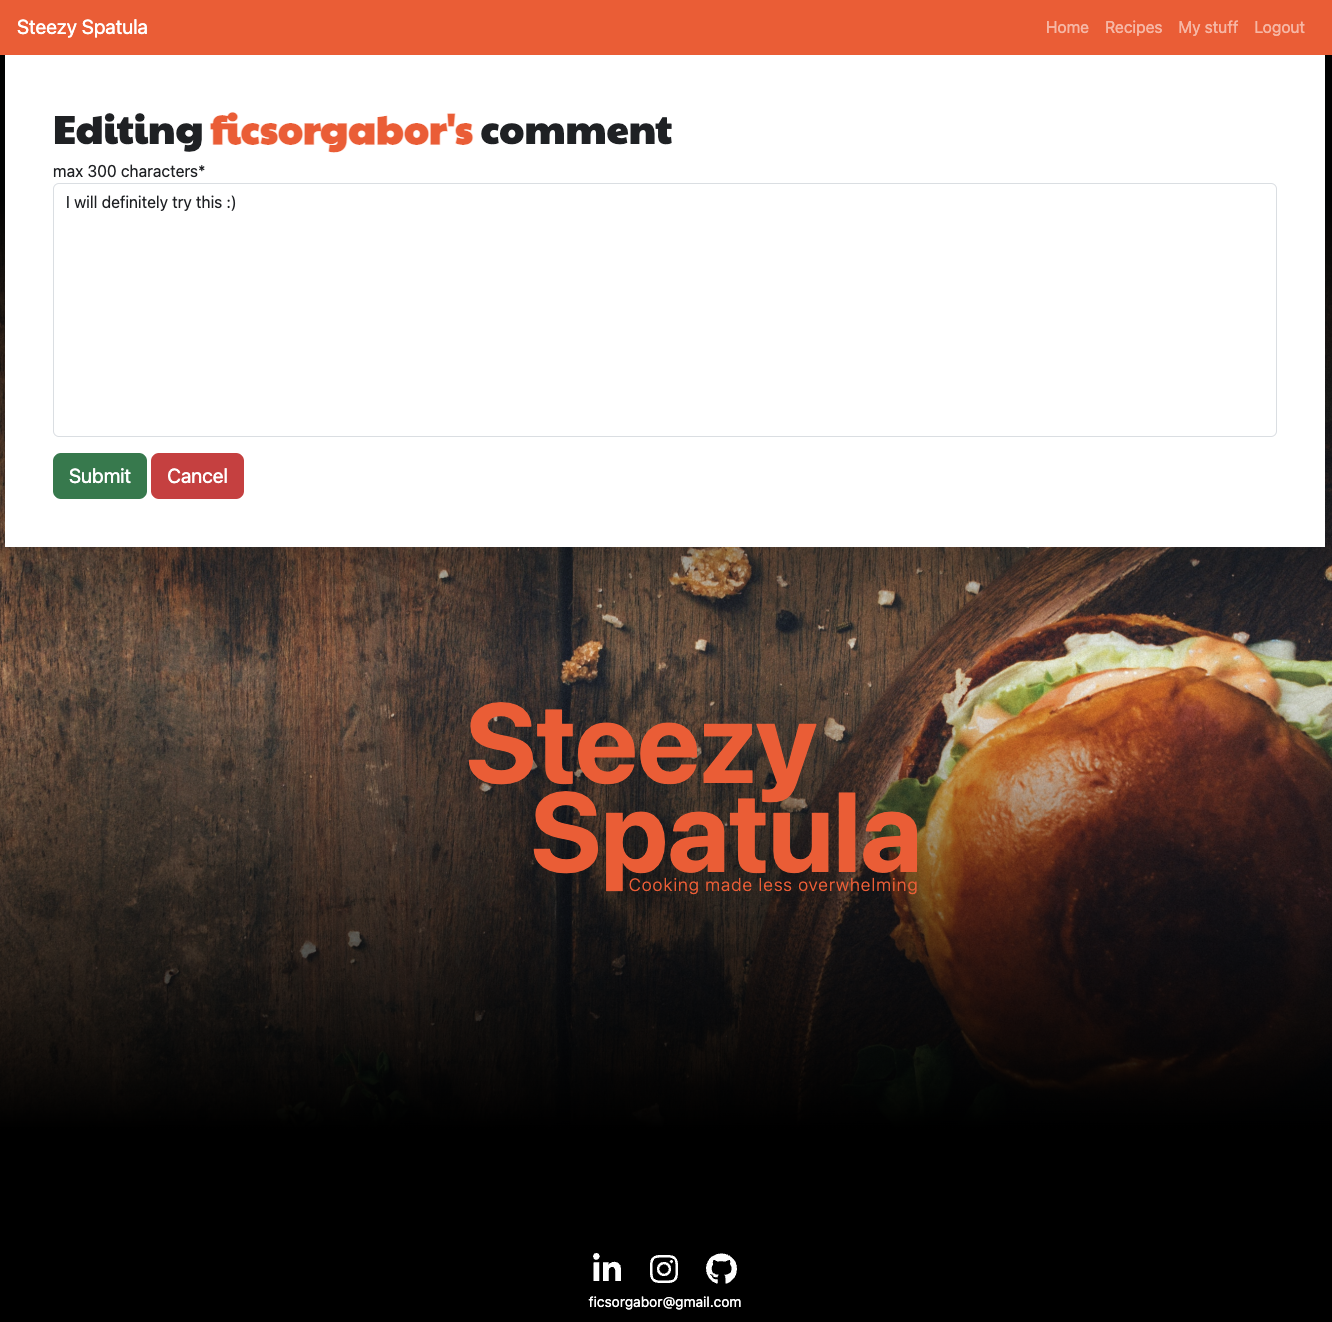 Steezy Spatula
Home Recipes My stuff Logout
Editing ficsorgabor's comment
max 300 characters*
I will definitely try this :)
Submit Cancel
Steezy
Spatula
Cooking made less overwhelming
in
ficsorgabor@gmail.com